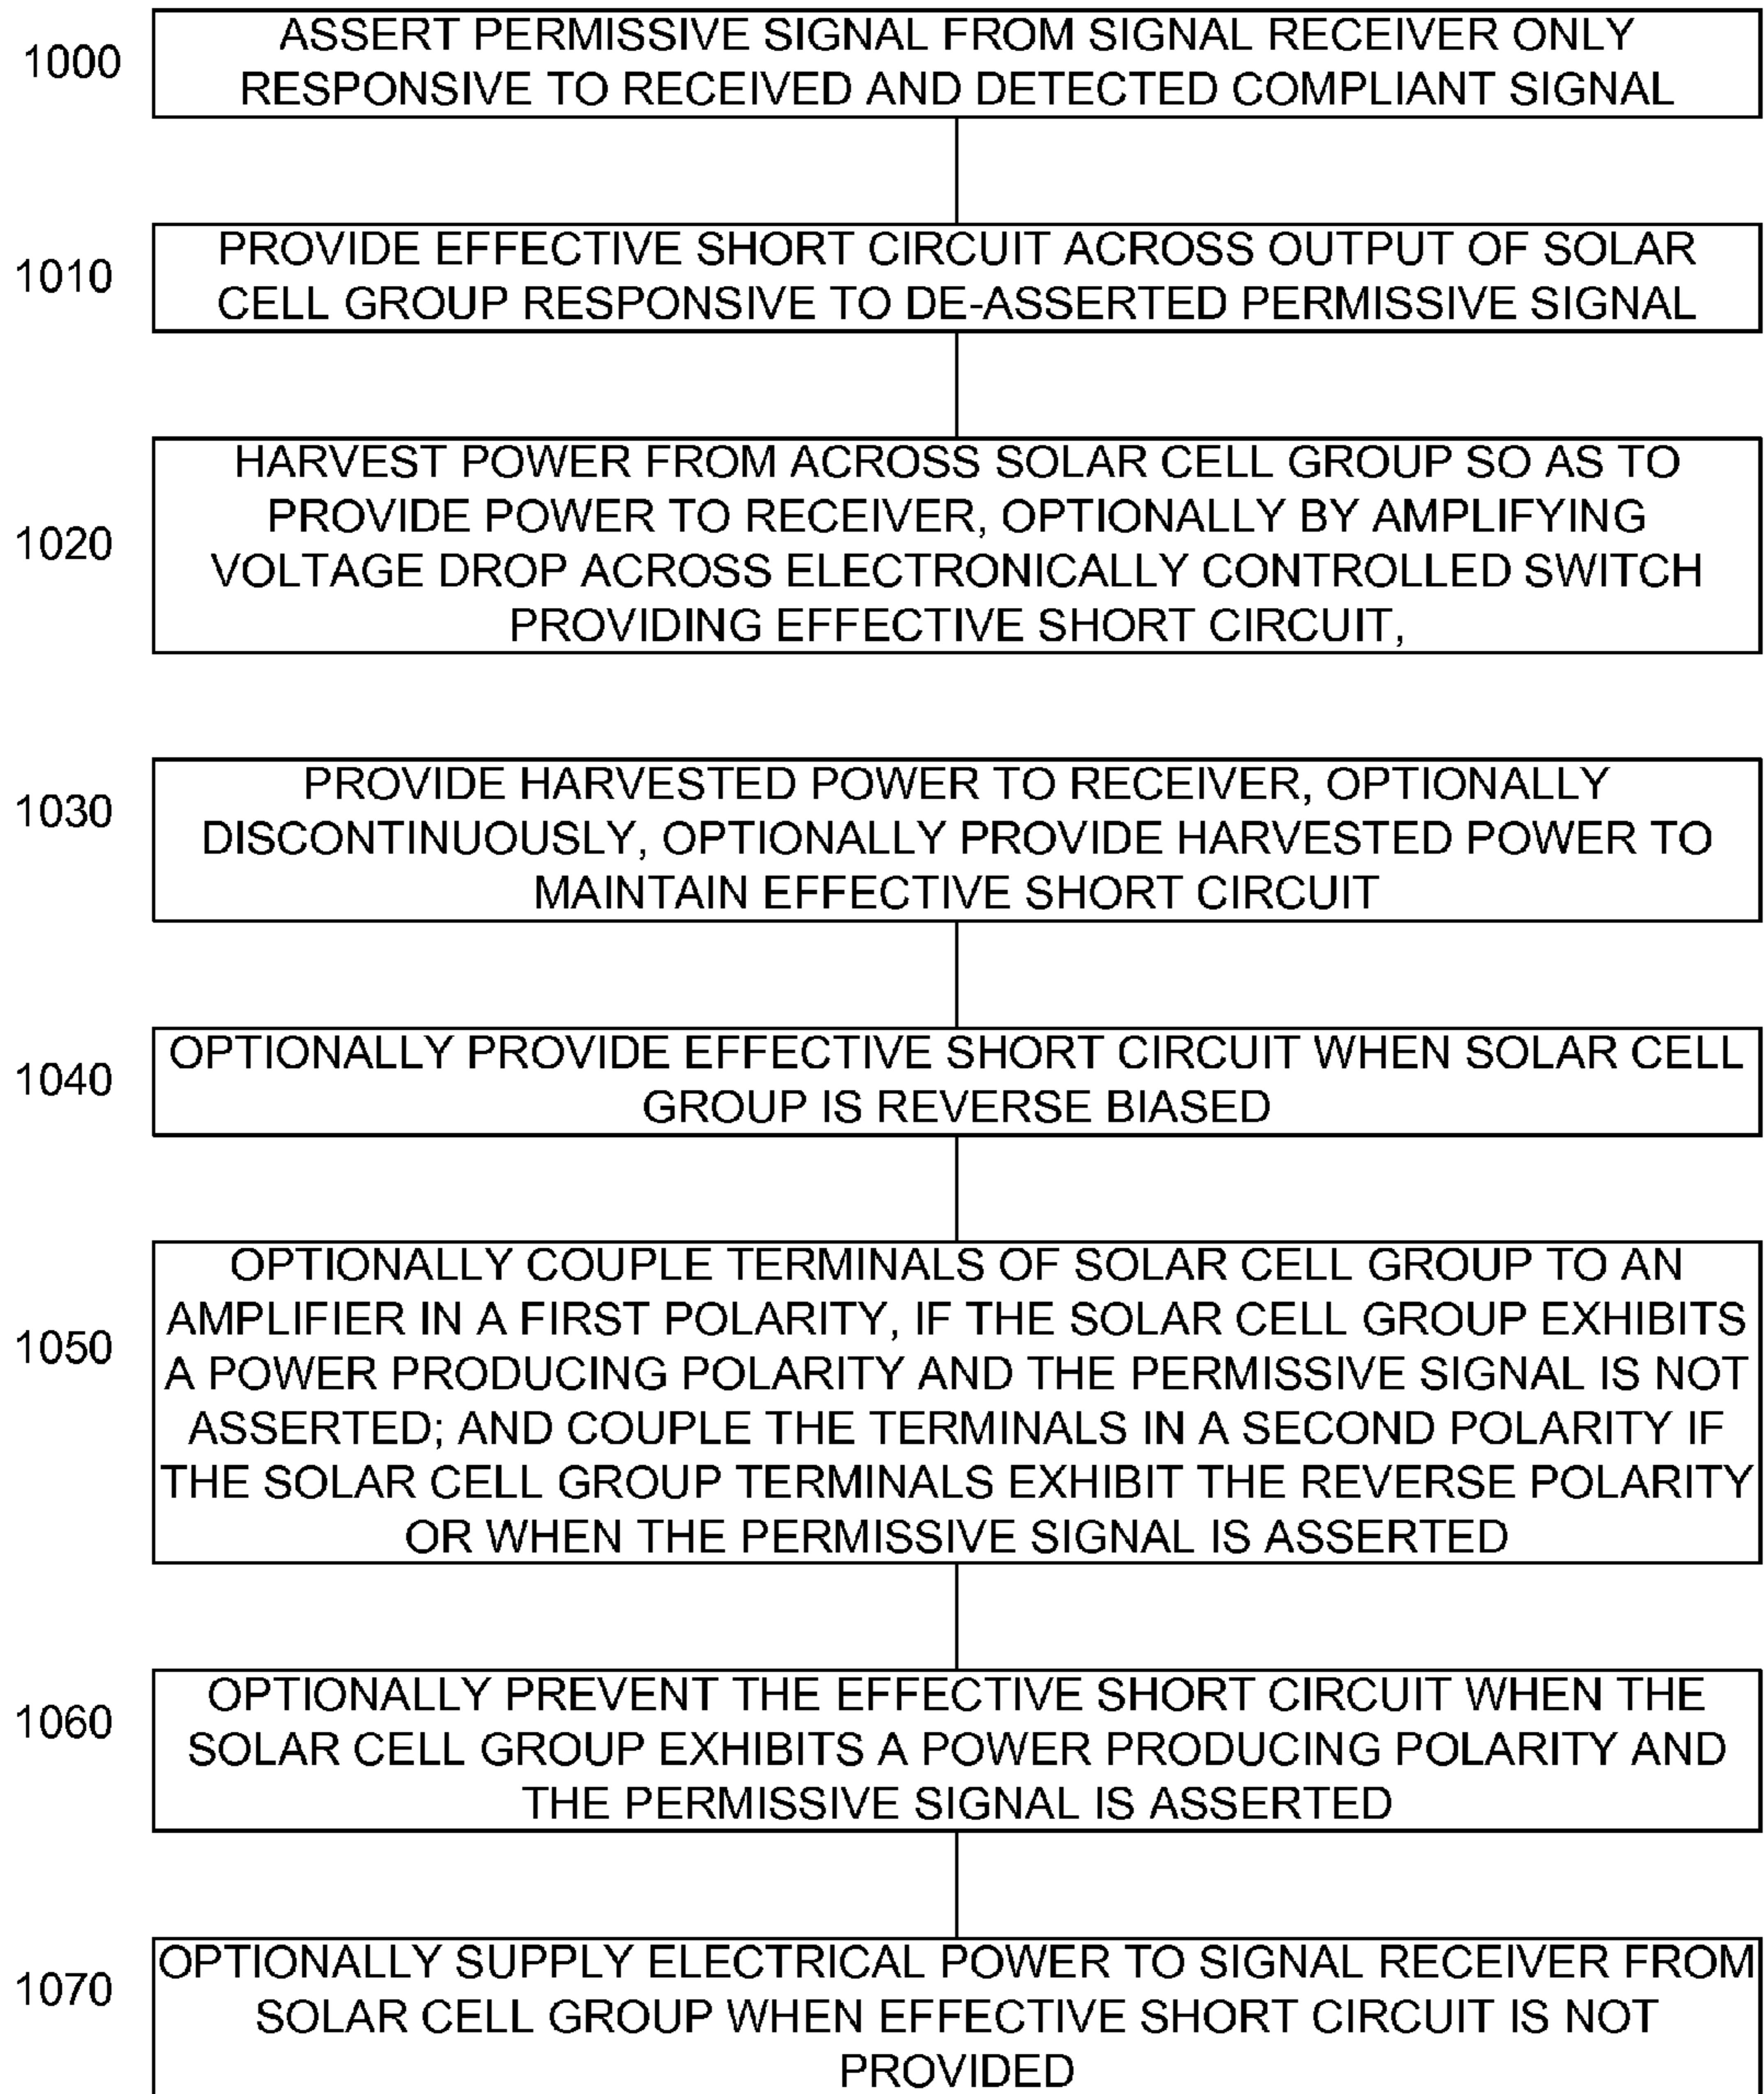 1000
ASSERT PERMISSIVE SIGNAL FROM SIGNAL RECEIVER ONLY
RESPONSIVE TO RECEIVED AND DETECTED COMPLIANT SIGNAL
1010
PROVIDE EFFECTIVE SHORT CIRCUIT ACROSS OUTPUT OF SOLAR
CELL GROUP RESPONSIVE TO DE-ASSERTED PERMISSIVE SIGNAL
1020
HARVEST POWER FROM ACROSS SOLAR CELL GROUP SO AS TO
PROVIDE POWER TO RECEIVER, OPTIONALLY BY AMPLIFYING
VOLTAGE DROP ACROSS ELECTRONICALLY CONTROLLED SWITCH
PROVIDING EFFECTIVE SHORT CIRCUIT,
1030
PROVIDE HARVESTED POWER TO RECEIVER, OPTIONALLY
DISCONTINUOUSLY, OPTIONALLY PROVIDE HARVESTED POWER TO
MAINTAIN EFFECTIVE SHORT CIRCUIT
1040
OPTIONALLY PROVIDE EFFECTIVE SHORT CIRCUIT WHEN SOLAR CELL
GROUP IS REVERSE BIASED
1050
OPTIONALLY COUPLE TERMINALS OF SOLAR CELL GROUP TO AN
AMPLIFIER IN A FIRST POLARITY, IF THE SOLAR CELL GROUP EXHIBITS
A POWER PRODUCING POLARITY AND THE PERMISSIVE SIGNAL IS NOT
ASSERTED; AND COUPLE THE TERMINALS IN A SECOND POLARITY IF
THE SOLAR CELL GROUP TERMINALS EXHIBIT THE REVERSE POLARITY
OR WHEN THE PERMISSIVE SIGNAL IS ASSERTED
1060
OPTIONALLY PREVENT THE EFFECTIVE SHORT CIRCUIT WHEN THE
SOLAR CELL GROUP EXHIBITS A POWER PRODUCING POLARITY AND
THE PERMISSIVE SIGNAL IS ASSERTED
1070
OPTIONALLY SUPPLY ELECTRICAL POWER TO SIGNAL RECEIVER FROM
SOLAR CELL GROUP WHEN EFFECTIVE SHORT CIRCUIT IS NOT
PROVIDED